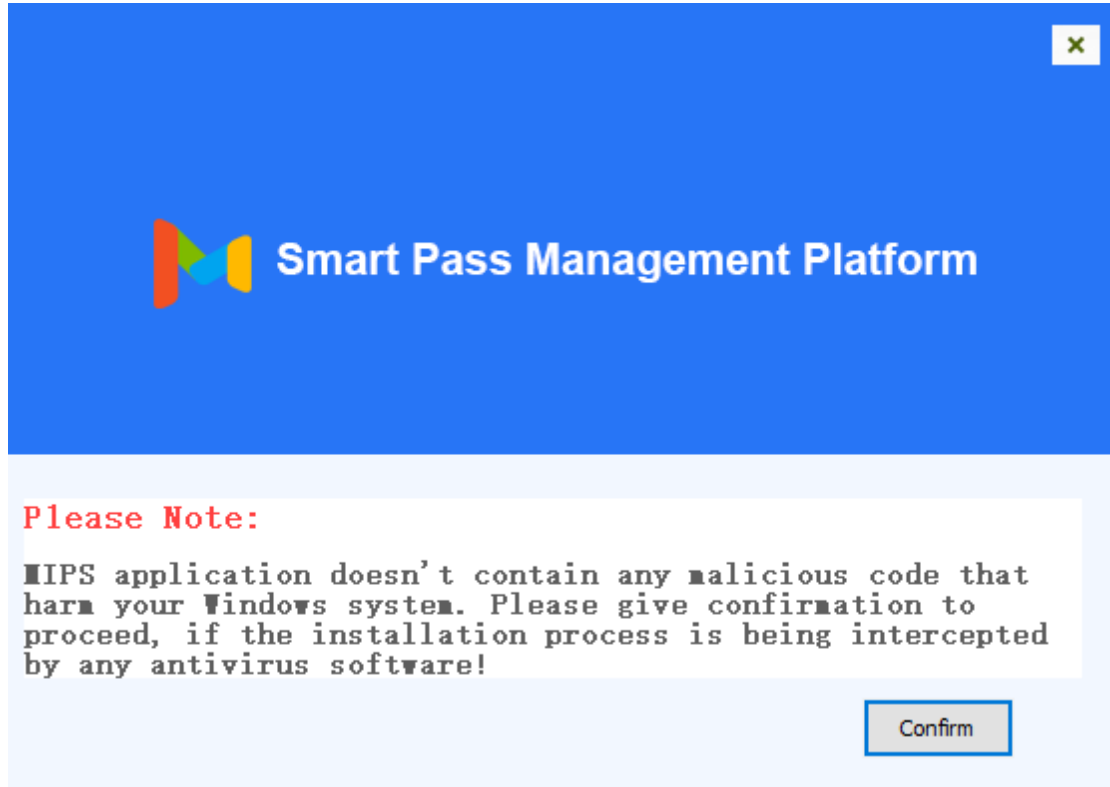 Smart Pass Management Platform
Please Note:
MIPS application doesn't contain any malicious code that
harm your Windows system. Please give confirmation to
proceed, if the installation process is being intercepted
by any antivirus software!
Confirm